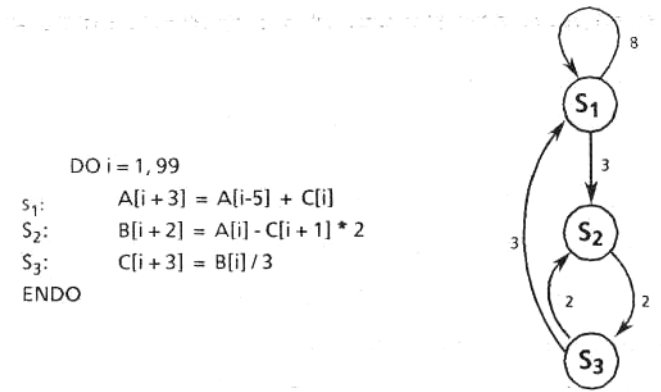 8
S1
DO i = 1, 99
3
S1: A[i+3] = A[i-5] + C[i]
S2: B[i+2] = A[i] - C[i+1] * 2
S2
S3: C[i+3] = B[i] / 3
3
ENDO
2 2
S3